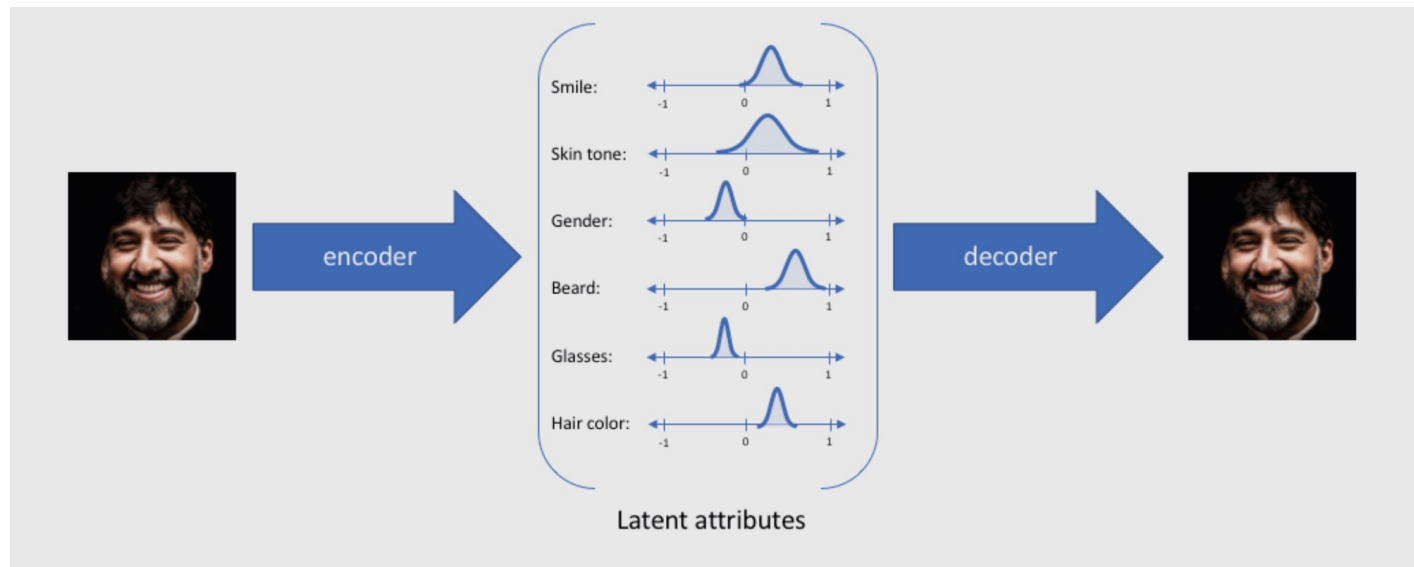 Smile:
-1 0 1
Skin tone:
-1 0 1
Gender:
-1 0 1
encoder
decoder
Beard:
-1 0 1
Glasses:
-1 0 1
Hair color:
-1 0 1
Latent attributes